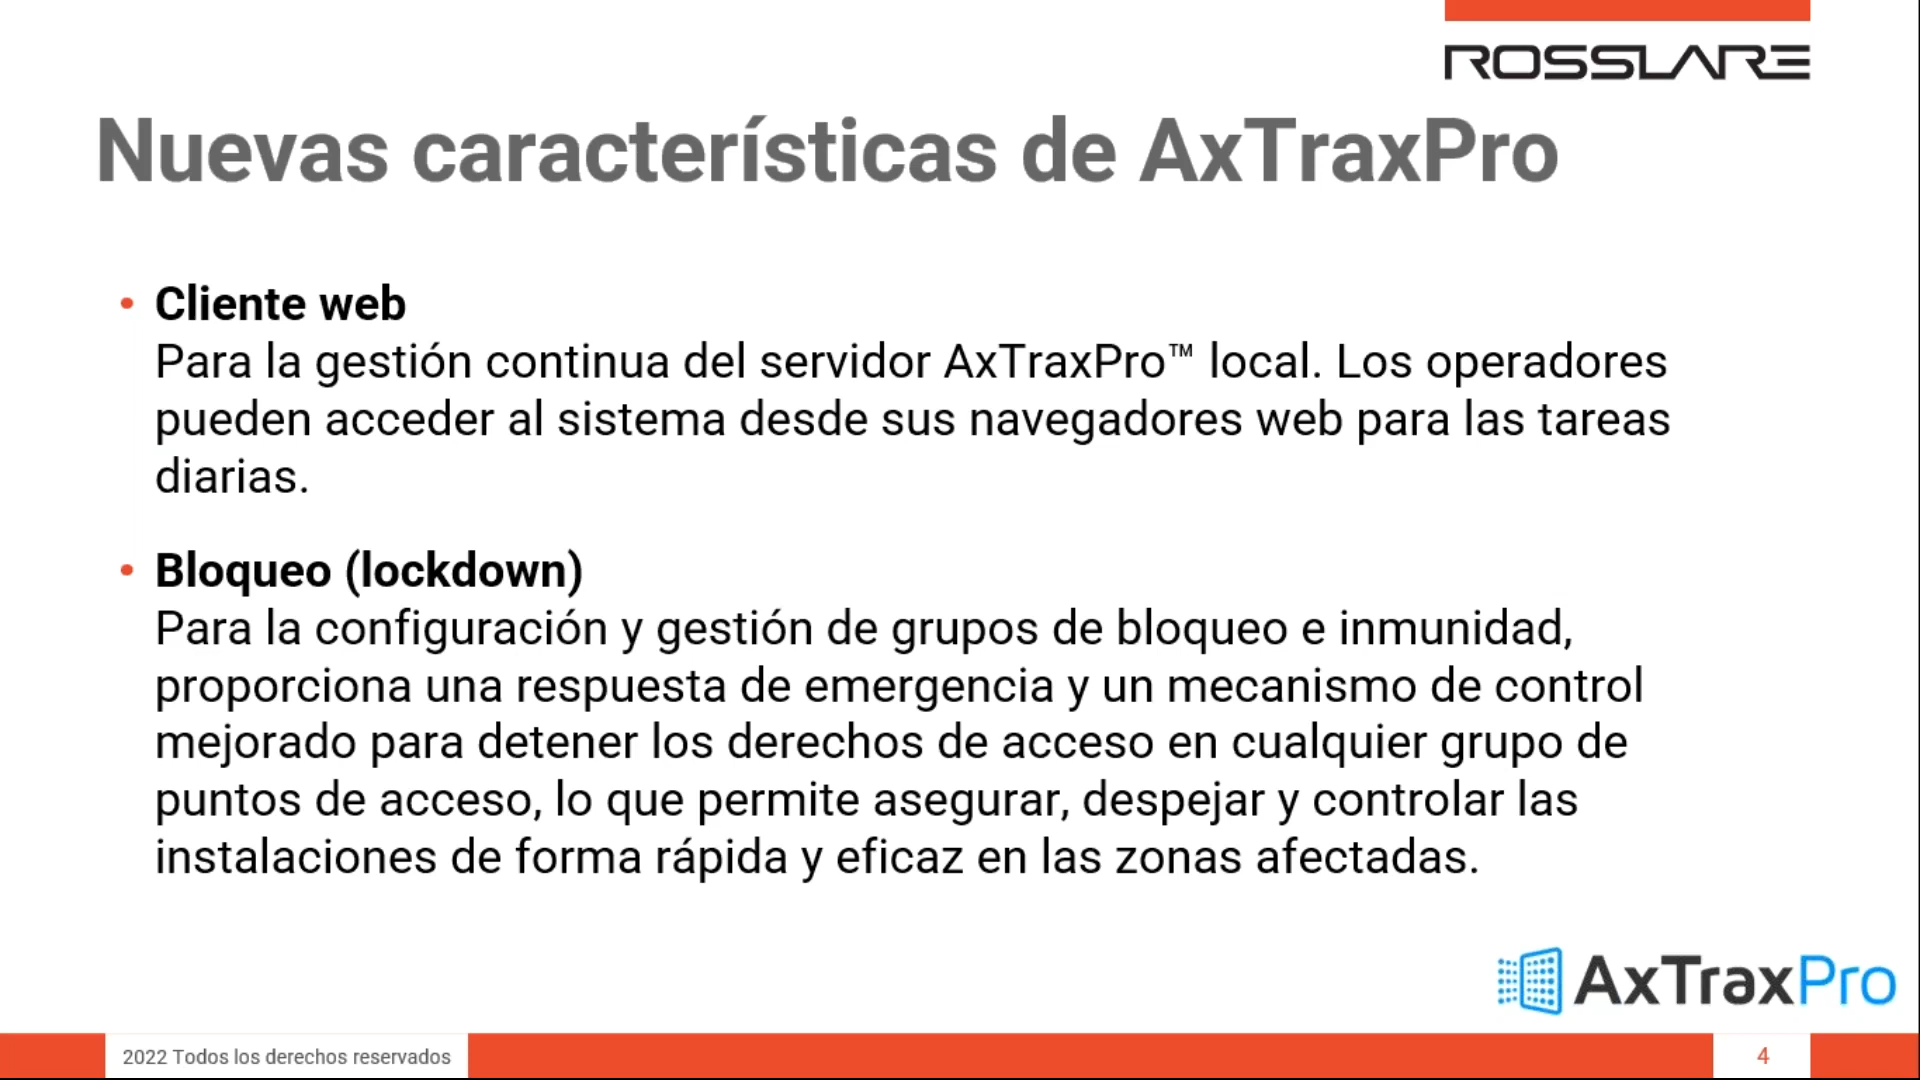 ROSSLARE
Nuevas características de AxTraxPro
• Cliente web
Para la gestión continua del servidor AxTraxPro™ local. Los operadores
pueden acceder al sistema desde sus navegadores web para las tareas
diarias.
• Bloqueo (lockdown)
Para la configuración y gestión de grupos de bloqueo e inmunidad,
proporciona una respuesta de emergencia y un mecanismo de control
mejorado para detener los derechos de acceso en cualquier grupo de
puntos de acceso, lo que permite asegurar, despejar y controlar las
instalaciones de forma rápida y eficaz en las zonas afectadas.
AxTraxPro
2022 Todos los derechos reservados
4